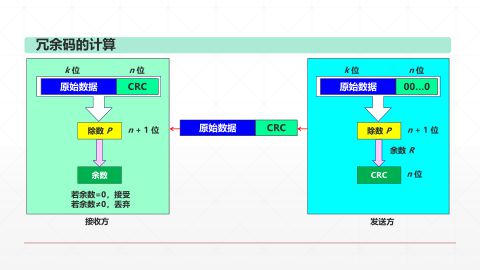 冗余码的计算
k 位 n 位
原始数据 CRC
除数 P n + 1 位
余数
若余数=0，接受
若余数≠0，丢弃
接收方
原始数据 CRC
k 位 n 位
原始数据 00…0
除数 P n + 1 位
余数 R
CRC n 位
发送方